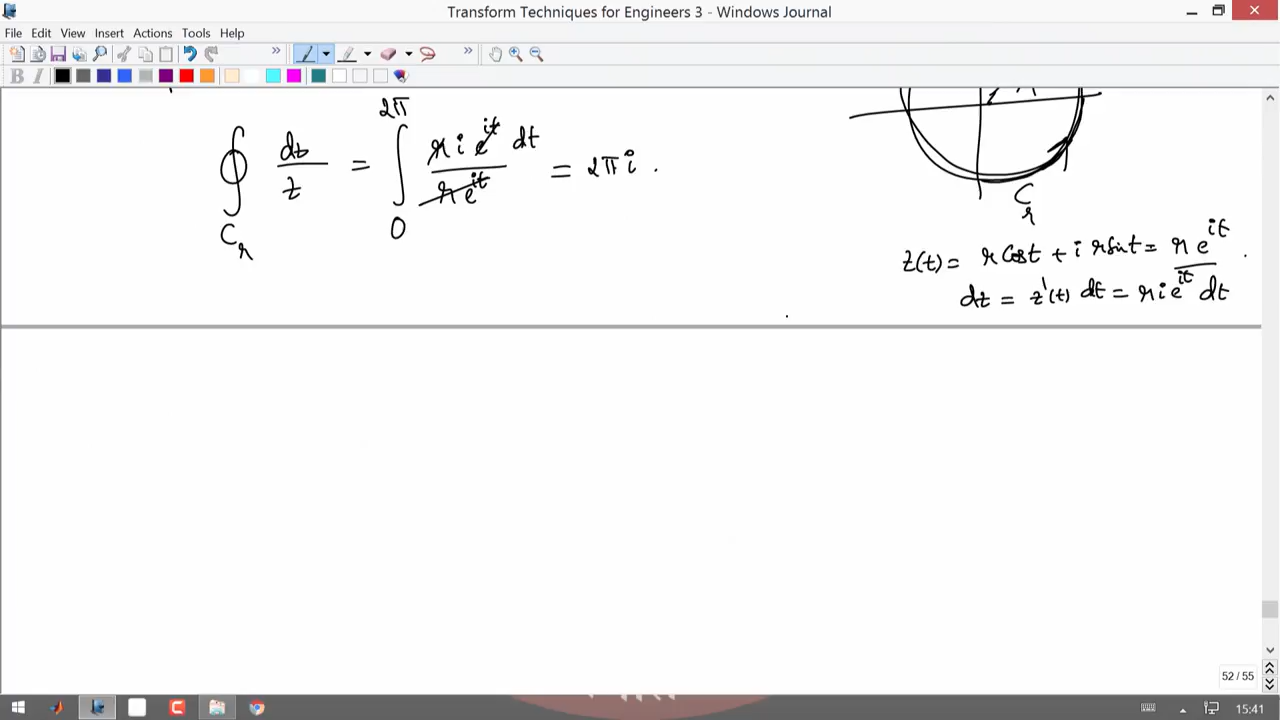 Transform Techniques for Engineers 3 - Windows Journal
File Edit View Insert Actions Tools Help
∮_{C_r} dz/z = ∫_0^{2π} r i e^{it} dt / r e^{it} = 2πi .
C_r
z(t) = r cos t + i r sin t = r e^{it} .
dz = z'(t) dt = r i e^{it} dt
52 / 55
15:41